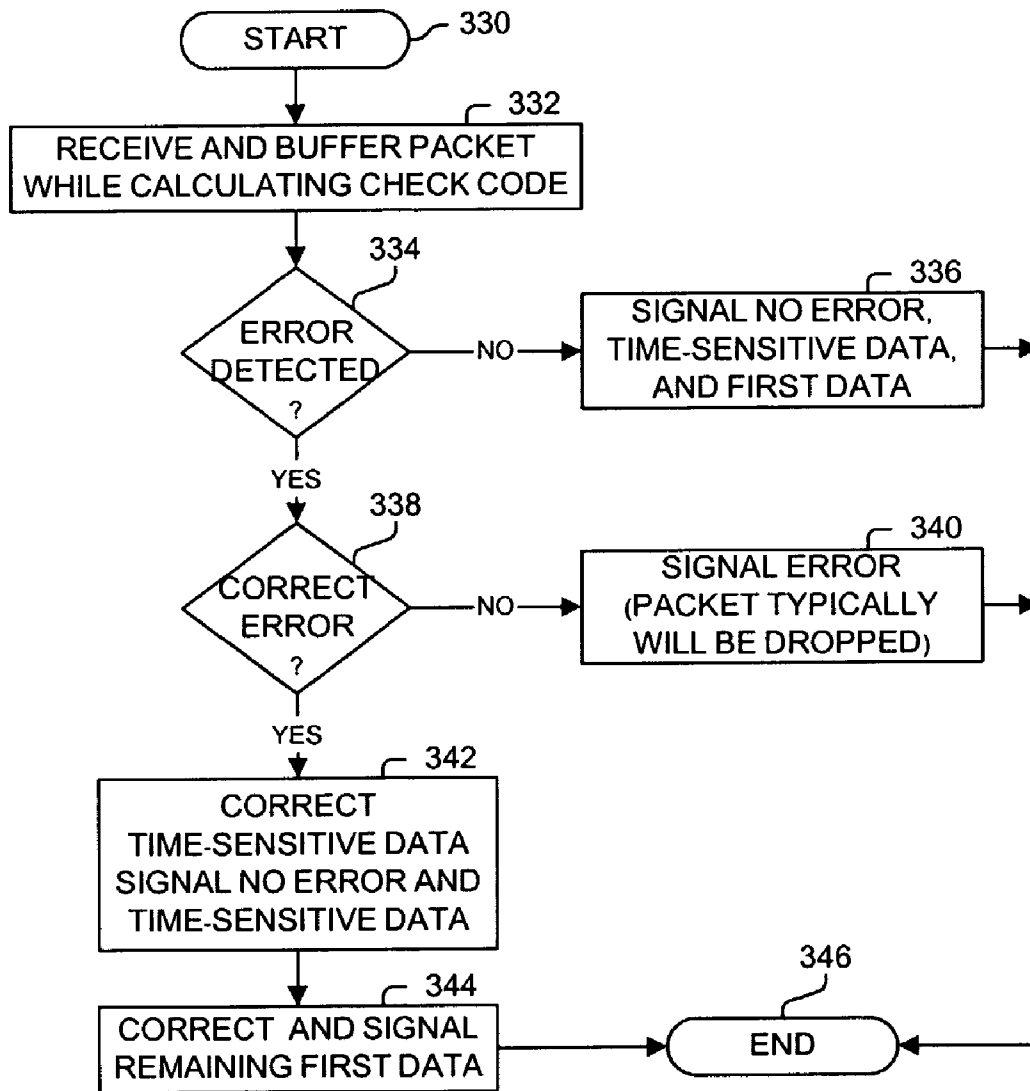 START
330
332
RECEIVE AND BUFFER PACKET
WHILE CALCULATING CHECK CODE
334
ERROR
DETECTED
?
NO
336
SIGNAL NO ERROR,
TIME-SENSITIVE DATA,
AND FIRST DATA
YES
338
CORRECT
ERROR
?
NO
340
SIGNAL ERROR
(PACKET TYPICALLY
WILL BE DROPPED)
YES
342
CORRECT
TIME-SENSITIVE DATA
SIGNAL NO ERROR AND
TIME-SENSITIVE DATA
344
CORRECT AND SIGNAL
REMAINING FIRST DATA
346
END